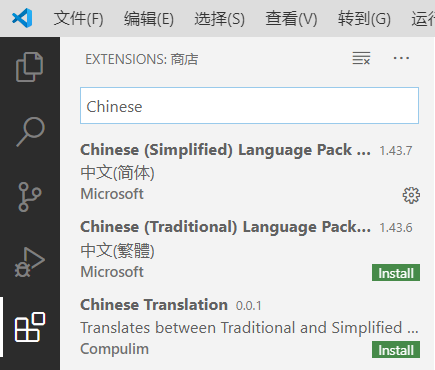 文件(F) 编辑(E) 选择(S) 查看(V) 转到(G)
EXTENSIONS: 商店
Chinese
Chinese (Simplified) Language Pack ... 1.43.7
中文(简体)
Microsoft
Chinese (Traditional) Language Pack... 1.43.6
中文(繁體)
Microsoft Install
Chinese Translation 0.0.1
Translates between Traditional and Simplified ...
Compulim Install